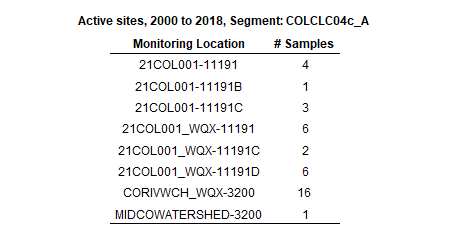 Active sites, 2000 to 2018, Segment: COLCLC04c_A
Monitoring Location # Samples
21COL001-11191 4
21COL001-11191B 1
21COL001-11191C 3
21COL001_WQX-11191 6
21COL001_WQX-11191C 2
21COL001_WQX-11191D 6
CORIVWCH_WQX-3200 16
MIDCOWATERSHED-3200 1